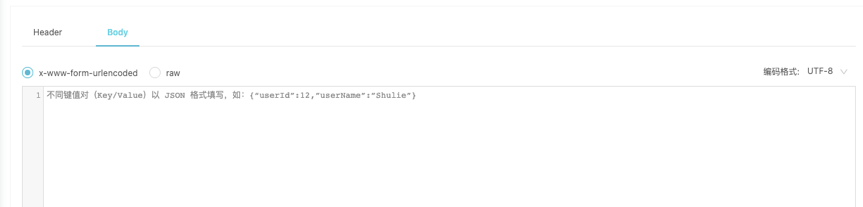 Header Body
x-www-form-urlencoded raw 编码格式: UTF-8
1 不同键值对（Key/Value）以 JSON 格式填写，如：{"userId":12,"userName":"Shulie"}